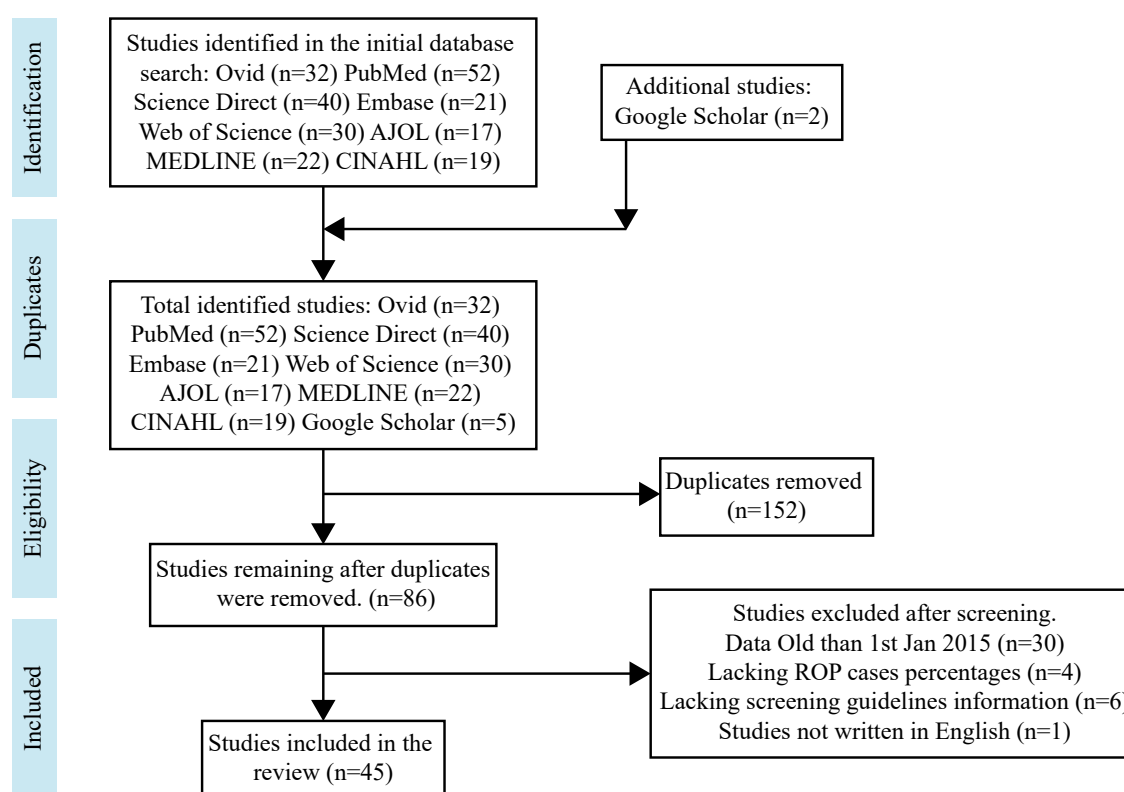 Identification
Studies identified in the initial database
search: Ovid (n=32) PubMed (n=52)
Science Direct (n=40) Embase (n=21)
Web of Science (n=30) AJOL (n=17)
MEDLINE (n=22) CINAHL (n=19)
Additional studies:
Google Scholar (n=2)
Duplicates
Total identified studies: Ovid (n=32)
PubMed (n=52) Science Direct (n=40)
Embase (n=21) Web of Science (n=30)
AJOL (n=17) MEDLINE (n=22)
CINAHL (n=19) Google Scholar (n=5)
Eligibility
Duplicates removed
(n=152)
Studies remaining after duplicates
were removed. (n=86)
Included
Studies excluded after screening.
Data Old than 1st Jan 2015 (n=30)
Lacking ROP cases percentages (n=4)
Lacking screening guidelines information (n=6)
Studies not written in English (n=1)
Studies included in the
review (n=45)